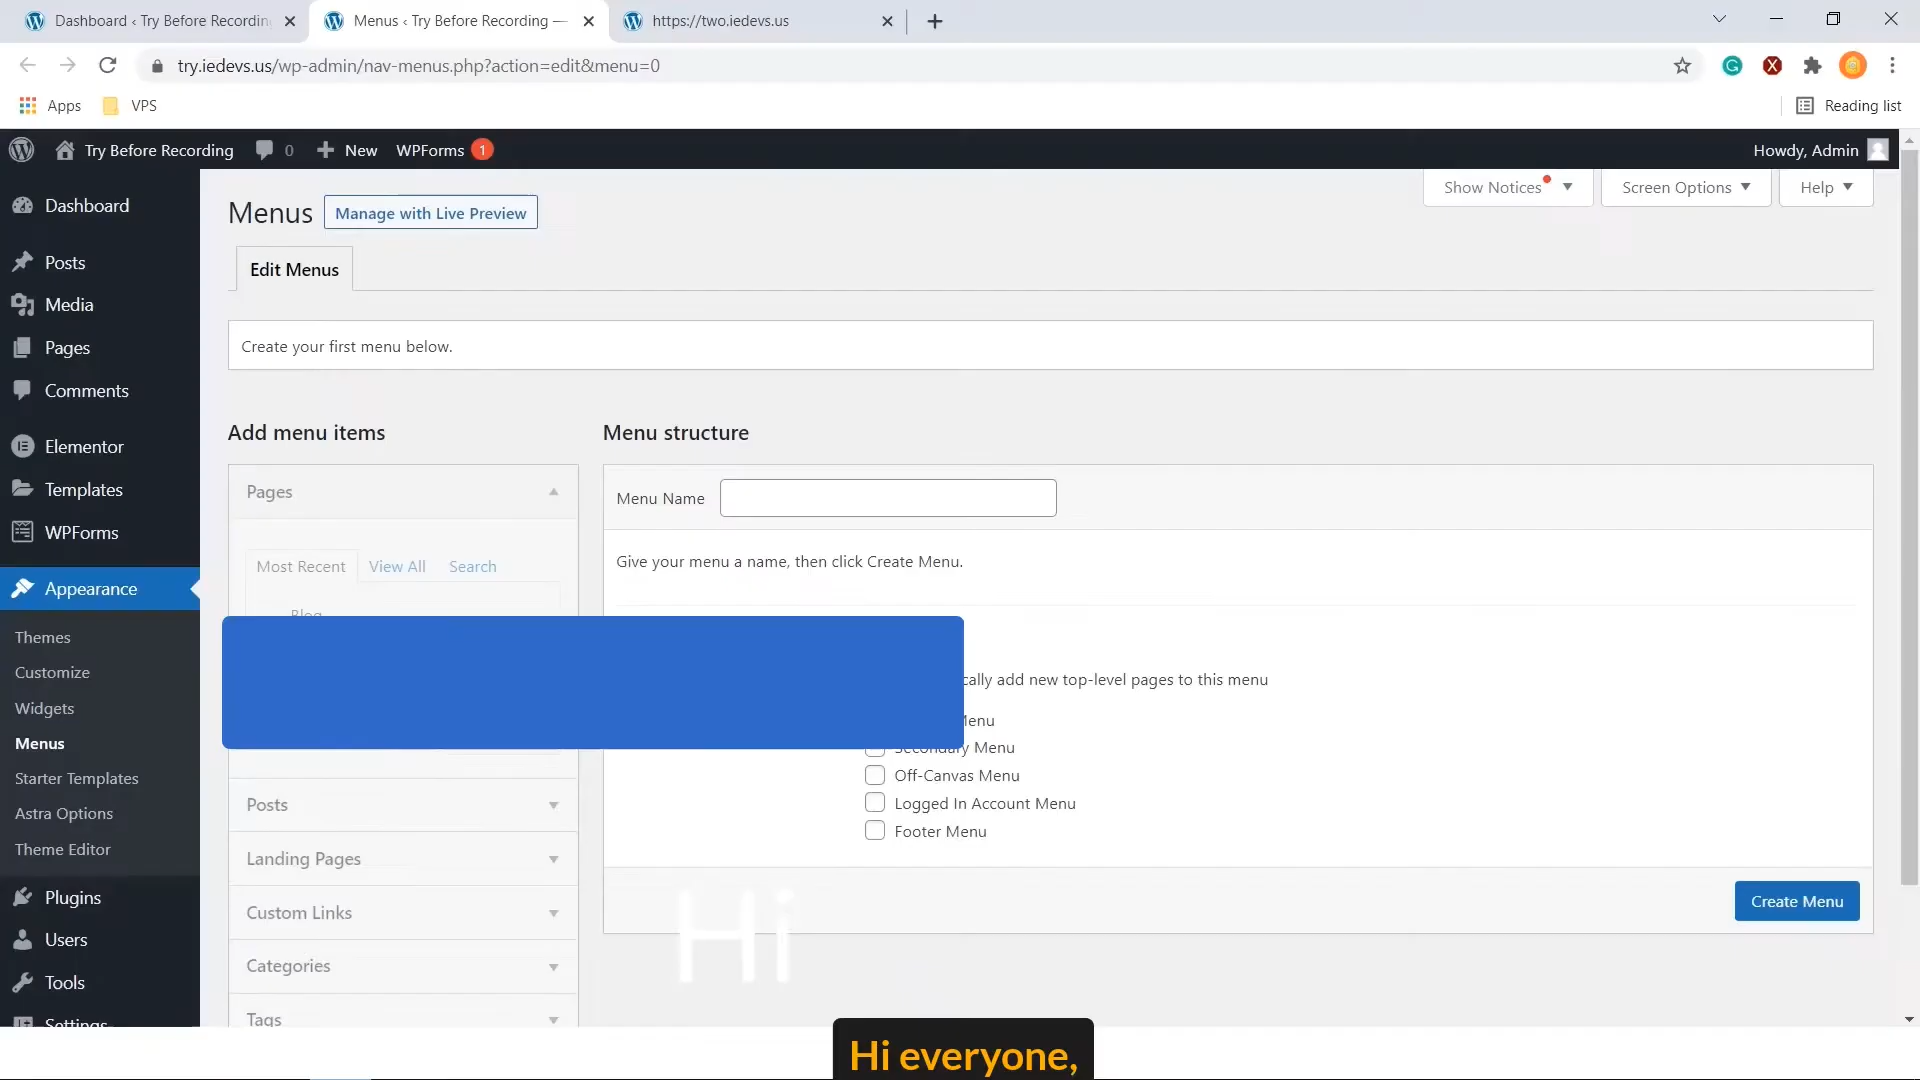 Dashboard ‹ Try Before Recording
Menus ‹ Try Before Recording —
https://two.iedevs.us
try.iedevs.us/wp-admin/nav-menus.php?action=edit&menu=0
Apps
VPS
Reading list
Try Before Recording
0
New
WPForms 1
Howdy, Admin
Dashboard
Posts
Media
Pages
Comments
Elementor
Templates
WPForms
Appearance
Themes
Customize
Widgets
Menus
Starter Templates
Astra Options
Theme Editor
Plugins
Users
Tools
Settings
Show Notices
Screen Options
Help
Menus
Manage with Live Preview
Edit Menus
Create your first menu below.
Add menu items
Pages
Most Recent
View All
Search
Blog
Posts
Landing Pages
Custom Links
Categories
Tags
Menu structure
Menu Name
Give your menu a name, then click Create Menu.
add new top-level pages to this menu
Menu
Secondary Menu
Off-Canvas Menu
Logged In Account Menu
Footer Menu
Create Menu
Hi
Hi everyone,